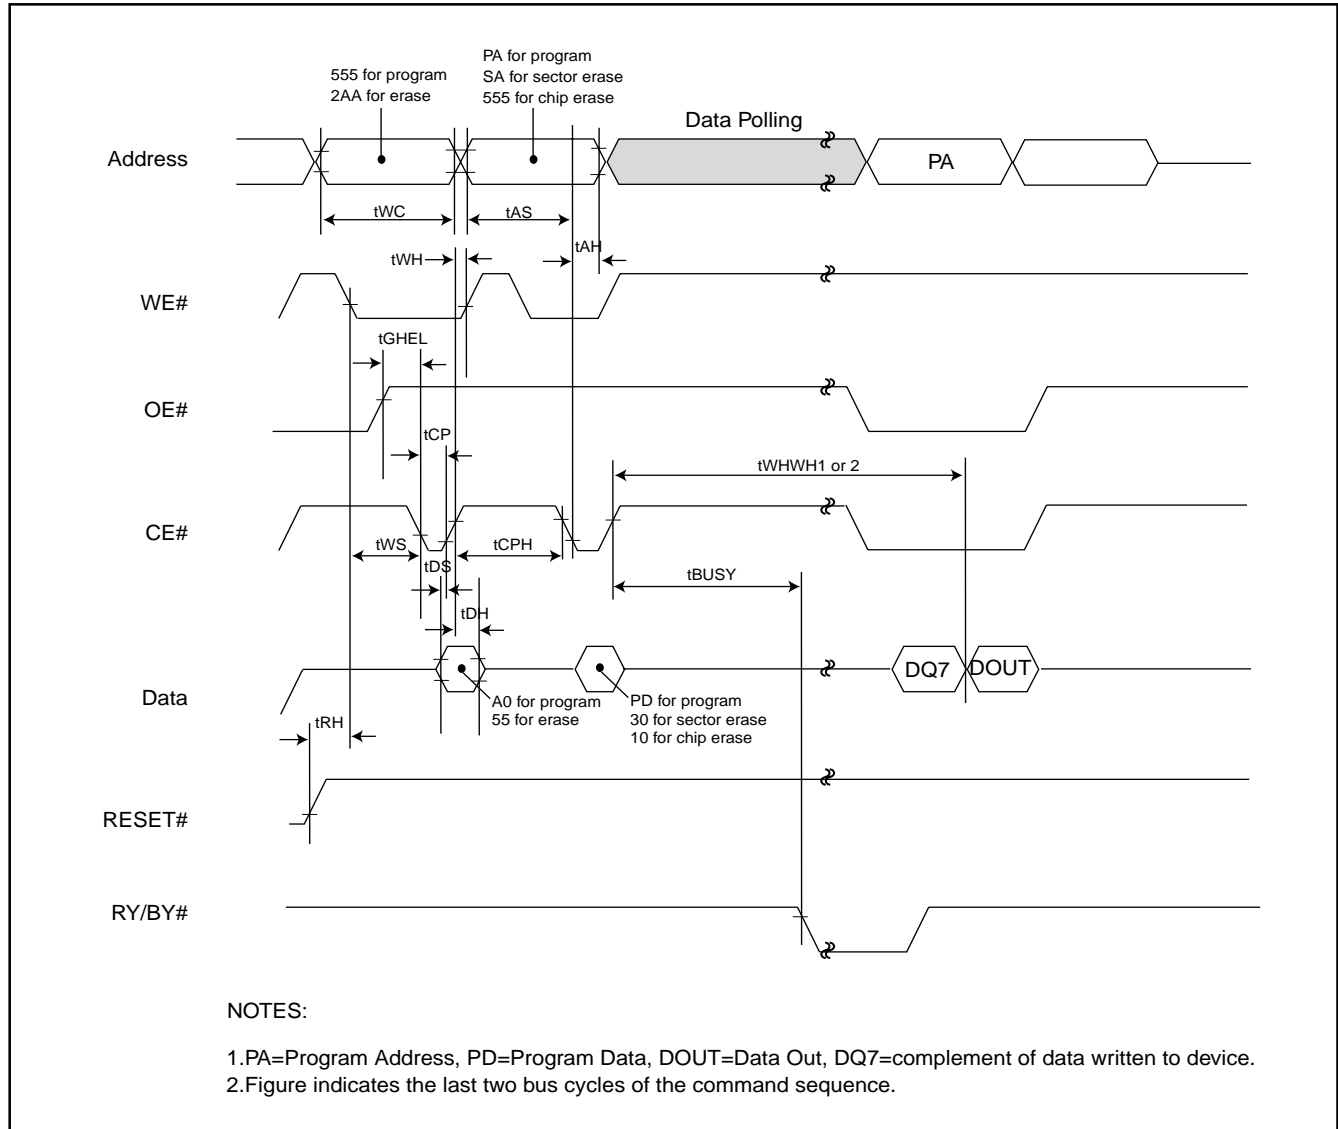 555 for program
2AA for erase
PA for program
SA for sector erase
555 for chip erase
Data Polling
Address
PA
tWC
tAS
tAH
tWH
WE#
tGHEL
OE#
tCP
tWHWH1 or 2
CE#
tWS
tCPH
tDS
tBUSY
tDH
Data
DQ7
DOUT
A0 for program
55 for erase
PD for program
30 for sector erase
10 for chip erase
tRH
RESET#
RY/BY#
NOTES:
1.PA=Program Address, PD=Program Data, DOUT=Data Out, DQ7=complement of data written to device.
2.Figure indicates the last two bus cycles of the command sequence.